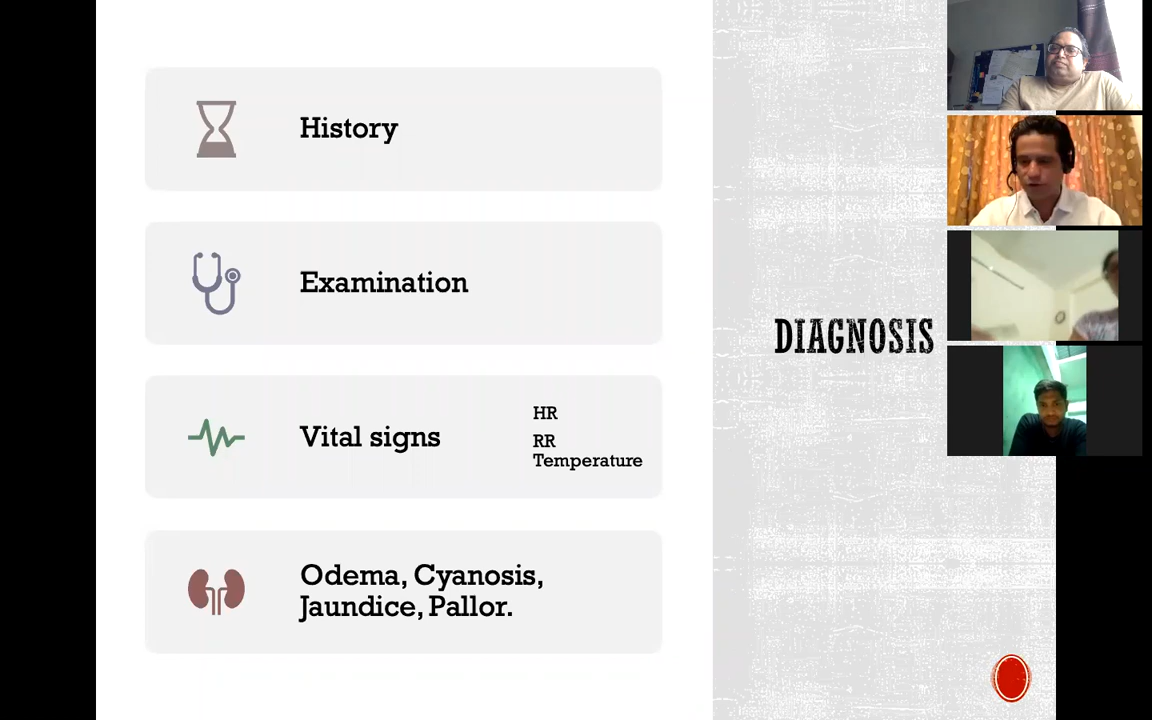 History
Examination
Vital signs
HR
RR
Temperature
Odema, Cyanosis,
Jaundice, Pallor.
DIAGNOSIS